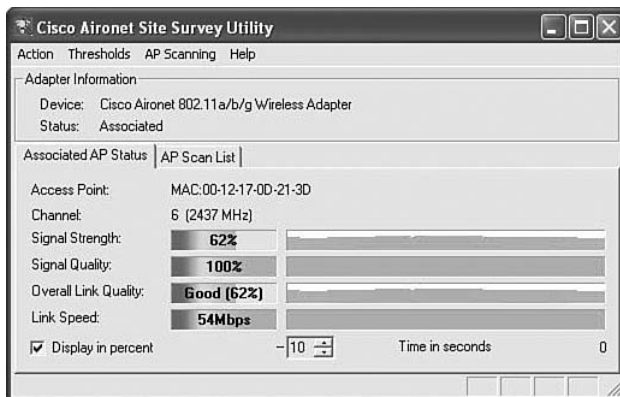 Cisco Aironet Site Survey Utility
Action Thresholds AP Scanning Help
Adapter Information
Device: Cisco Aironet 802.11a/b/g Wireless Adapter
Status: Associated
Associated AP Status AP Scan List
Access Point: MAC:00-12-17-0D-21-3D
Channel: 6 (2437 MHz)
Signal Strength: 62%
Signal Quality: 100%
Overall Link Quality: Good (62%)
Link Speed: 54Mbps
Display in percent -10 Time in seconds 0